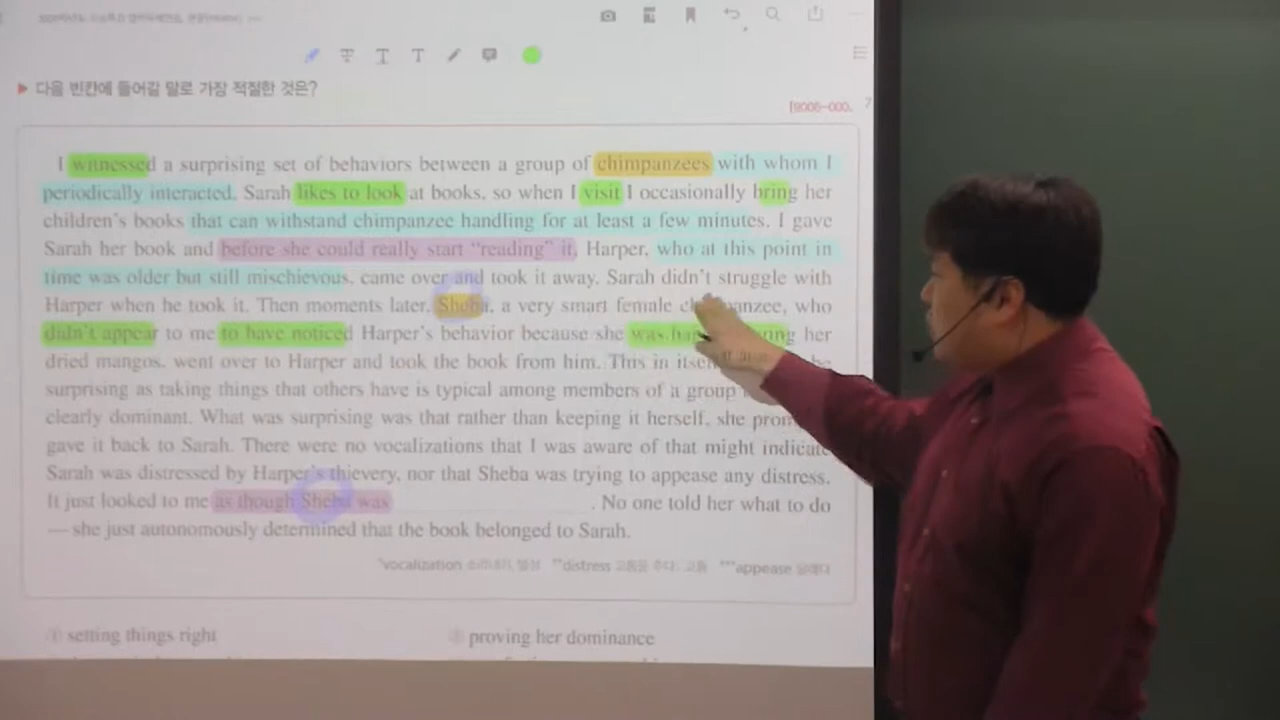 ▶ 다음 빈칸에 들어갈 말로 가장 적절한 것은?
I witnessed a surprising set of behaviors between a group of chimpanzees with whom I
periodically interacted. Sarah likes to look at books, so when I visit I occasionally bring her
children's books that can withstand chimpanzee handling for at least a few minutes. I gave
Sarah her book and before she could really start "reading" it, Harper, who at this point in
time was older but still mischievous, came over and took it away. Sarah didn't struggle with
Harper when he took it. Then moments later, Sheba, a very smart female chimpanzee, who
didn't appear to me to have noticed Harper's behavior because she was her
dried mangos, went over to Harper and took the book from him. This in itself
surprising as taking things that others have is typical among members of a group
clearly dominant. What was surprising was that rather than keeping it herself, she
gave it back to Sarah. There were no vocalizations that I was aware of that might indicate
Sarah was distressed by Harper's thievery, nor that Sheba was trying to appease any distress.
It just looked to me as though Sheba was ______. No one told her what to do
— she just autonomously determined that the book belonged to Sarah.
*vocalization **distress ***appease
① setting things right ② proving her dominance